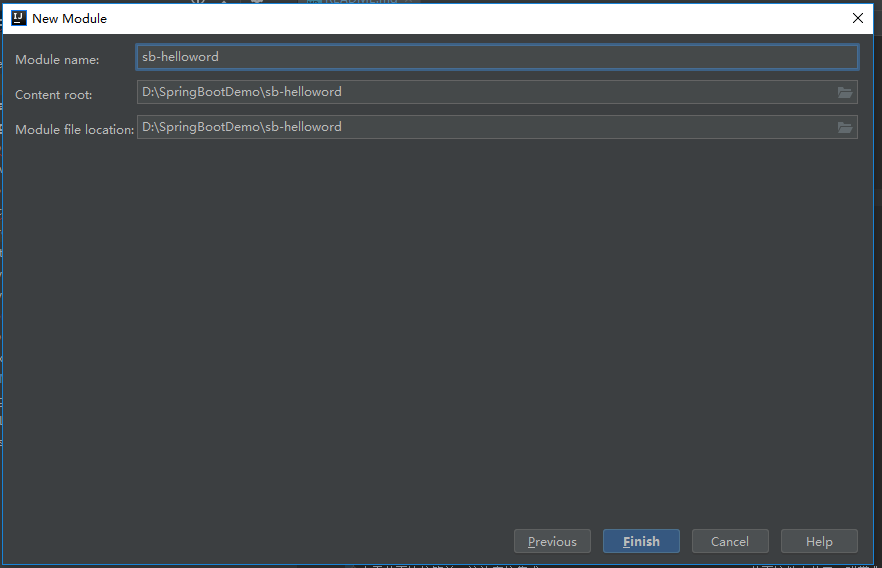 New Module
Module name: sb-helloword
Content root: D:\SpringBootDemo\sb-helloword
Module file location: D:\SpringBootDemo\sb-helloword
Previous Finish Cancel Help